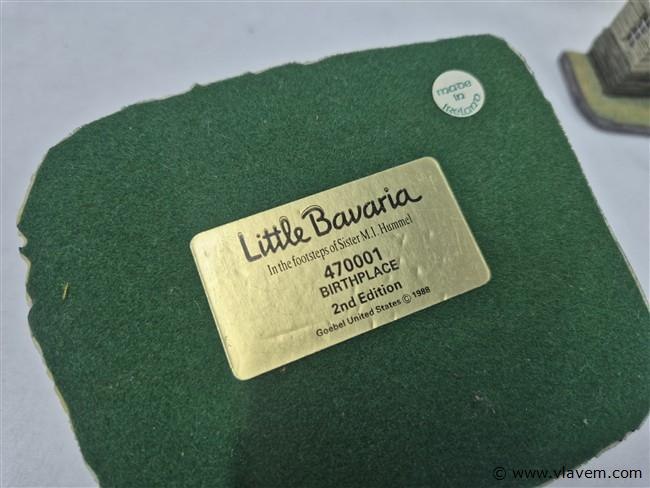 made
in
Ireland
Little Bavaria
In the footsteps of Sister M.I. Hummel
470001
BIRTHPLACE
2nd Edition
Goebel United States © 1988
© www.vlavem.com